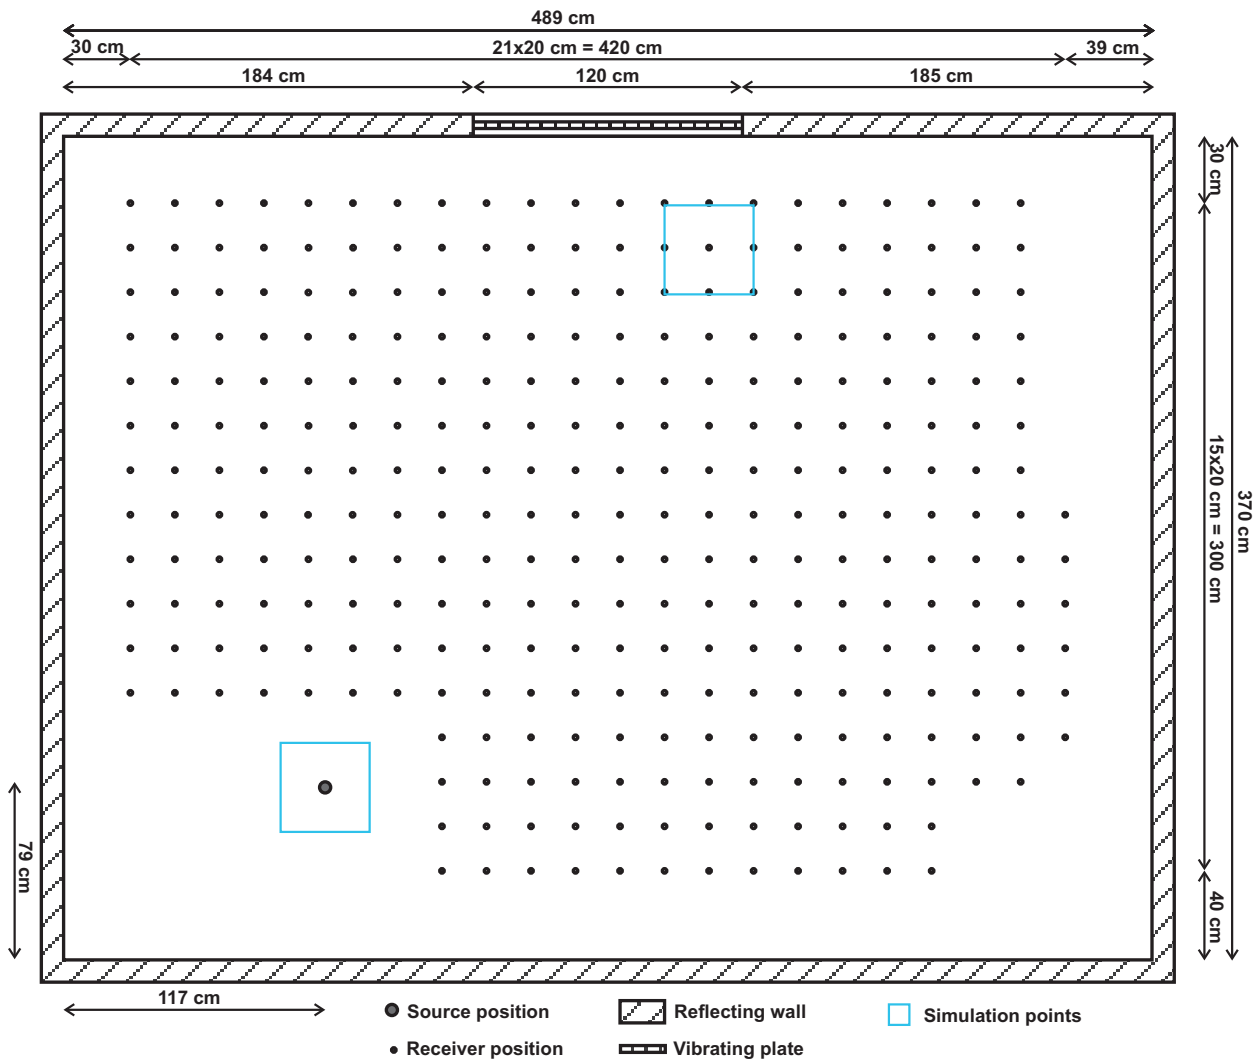 489 cm
30 cm
21x20 cm = 420 cm
39 cm
184 cm
120 cm
185 cm
30 cm
15x20 cm = 300 cm
370 cm
79 cm
40 cm
117 cm
Source position
Reflecting wall
Simulation points
Receiver position
Vibrating plate